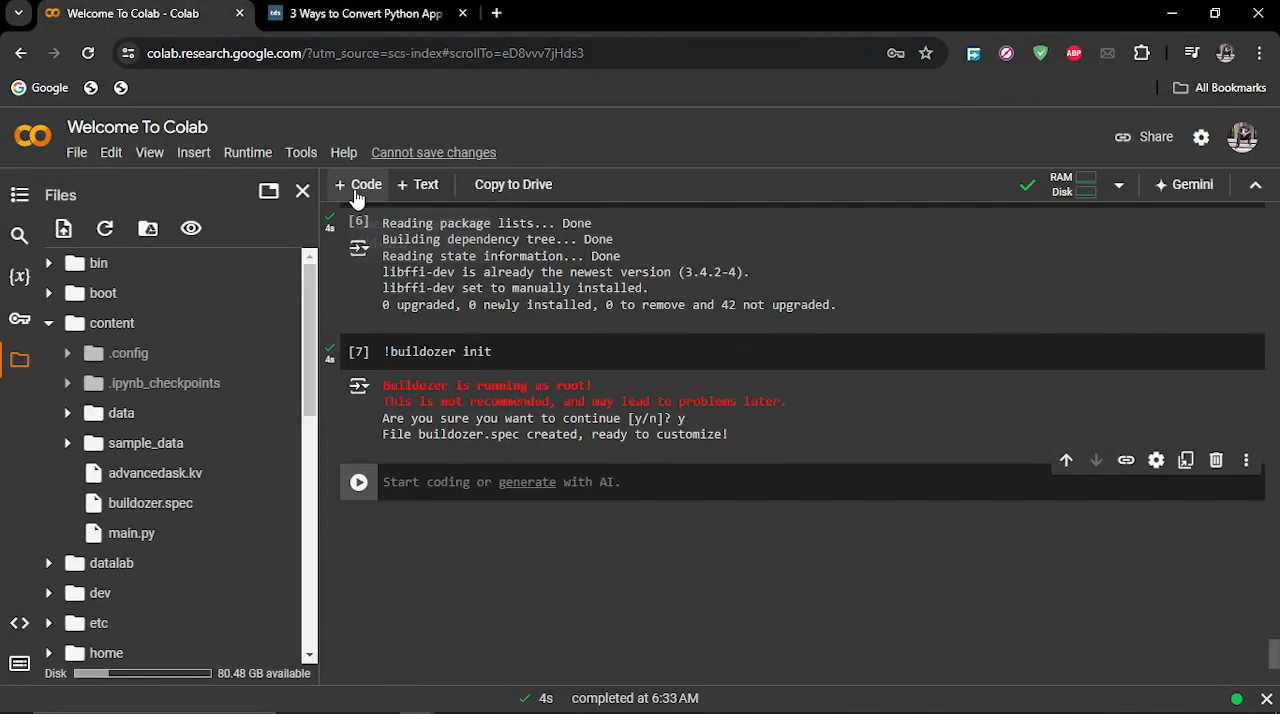 Welcome To Colab - Colab
3 Ways to Convert Python App
colab.research.google.com/?utm_source=scs-index#scrollTo=eD8vvv7jHds3
ABP
Google
All Bookmarks
Welcome To Colab
Share
File Edit View Insert Runtime Tools Help Cannot save changes
Files
+ Code + Text Copy to Drive
RAM
Disk
Gemini
[6] Reading package lists... Done
4s
Building dependency tree... Done
Reading state information... Done
libffi-dev is already the newest version (3.4.2-4).
libffi-dev set to manually installed.
0 upgraded, 0 newly installed, 0 to remove and 42 not upgraded.
[7] !buildozer init
4s
Buildozer is running as root!
This is not recommended, and may lead to problems later.
Are you sure you want to continue [y/n]? y
File buildozer.spec created, ready to customize!
Start coding or generate with AI.
{x}
bin
boot
content
.config
.ipynb_checkpoints
data
sample_data
advancedask.kv
buildozer.spec
main.py
datalab
dev
etc
home
Disk 80.48 GB available
4s completed at 6:33 AM